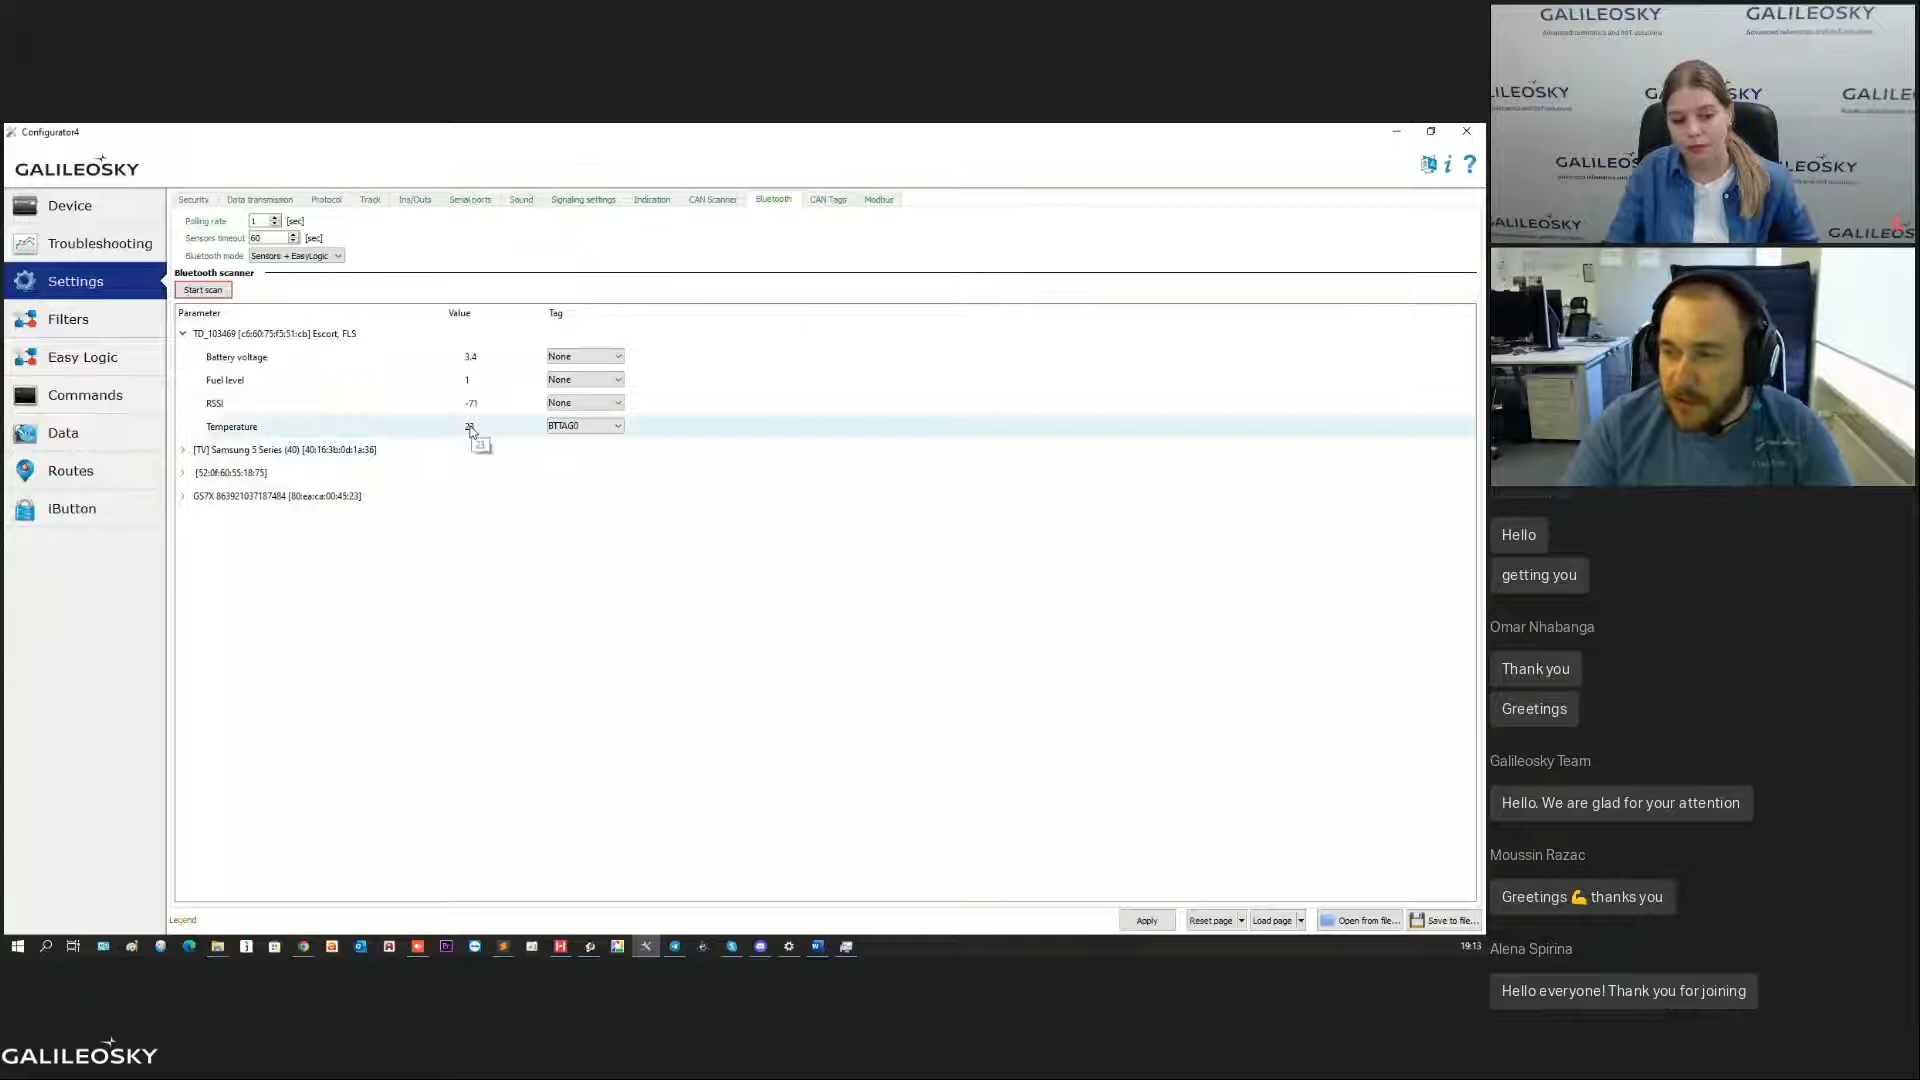 Configurator4
GALILEOSKY
Device
Troubleshooting
Settings
Filters
Easy Logic
Commands
Data
Routes
iButton
Security Data transmission Protocol Track Ins/Outs Serial ports Sound Signaling settings Indication CAN Scanner Bluetooth CAN Tags Modbus
Polling rate 1 [sec]
Sensors timeout 60 [sec]
Bluetooth mode Sensors + EasyLogic
Bluetooth scanner
Start scan
Parameter Value Tag
TD_103469 [c6:60:75:f5:51:cb] Escort, FLS
Battery voltage 3.4 None
Fuel level 1 None
RSSI -71 None
Temperature 23 BTTAG0
23
[TV] Samsung 5 Series (40) [40:16:3b:0d:1a:36]
[52:0f:60:55:18:75]
GS7X 863921037187484 [80:ea:ca:00:45:23]
Legend
Apply Reset page Load page Open from file... Save to file...
19:13
GALILEOSKY
GALILEOSKY GALILEOSKY
Advanced telematics and IIoT solutions
Hello
getting you
Omar Nhabanga
Thank you
Greetings
Galileosky Team
Hello. We are glad for your attention
Moussin Razac
Greetings 💪 thanks you
Alena Spirina
Hello everyone! Thank you for joining